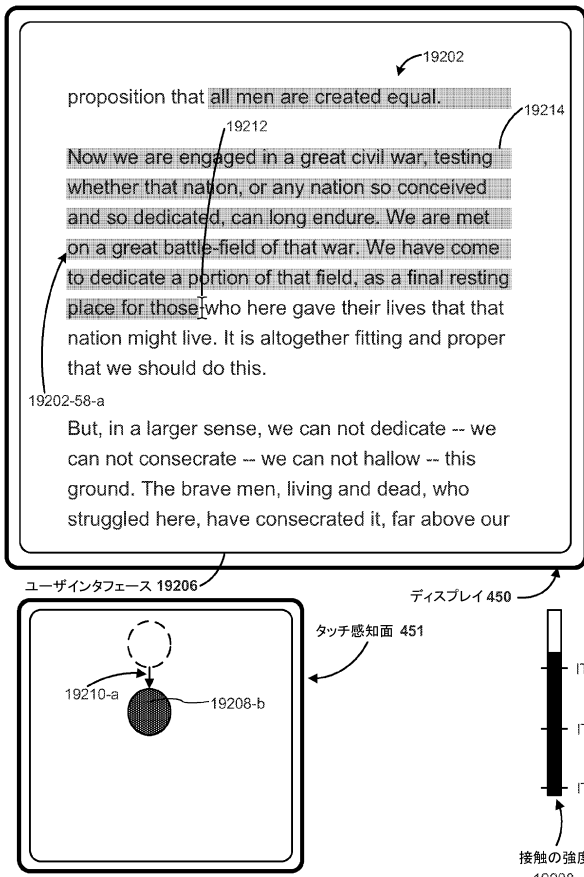 19202
proposition that all men are created equal.
19214
19212
Now we are engaged in a great civil war, testing
whether that nation, or any nation so conceived
and so dedicated, can long endure. We are met
on a great battle-field of that war. We have come
to dedicate a portion of that field, as a final resting
place for those who here gave their lives that that
nation might live. It is altogether fitting and proper
that we should do this.
19202-58-a
But, in a larger sense, we can not dedicate -- we
can not consecrate -- we can not hallow -- this
ground. The brave men, living and dead, who
struggled here, have consecrated it, far above our
ユーザインタフェース 19206
ディスプレイ 450
タッチ感知面 451
19210-a
19208-b
接触の強度